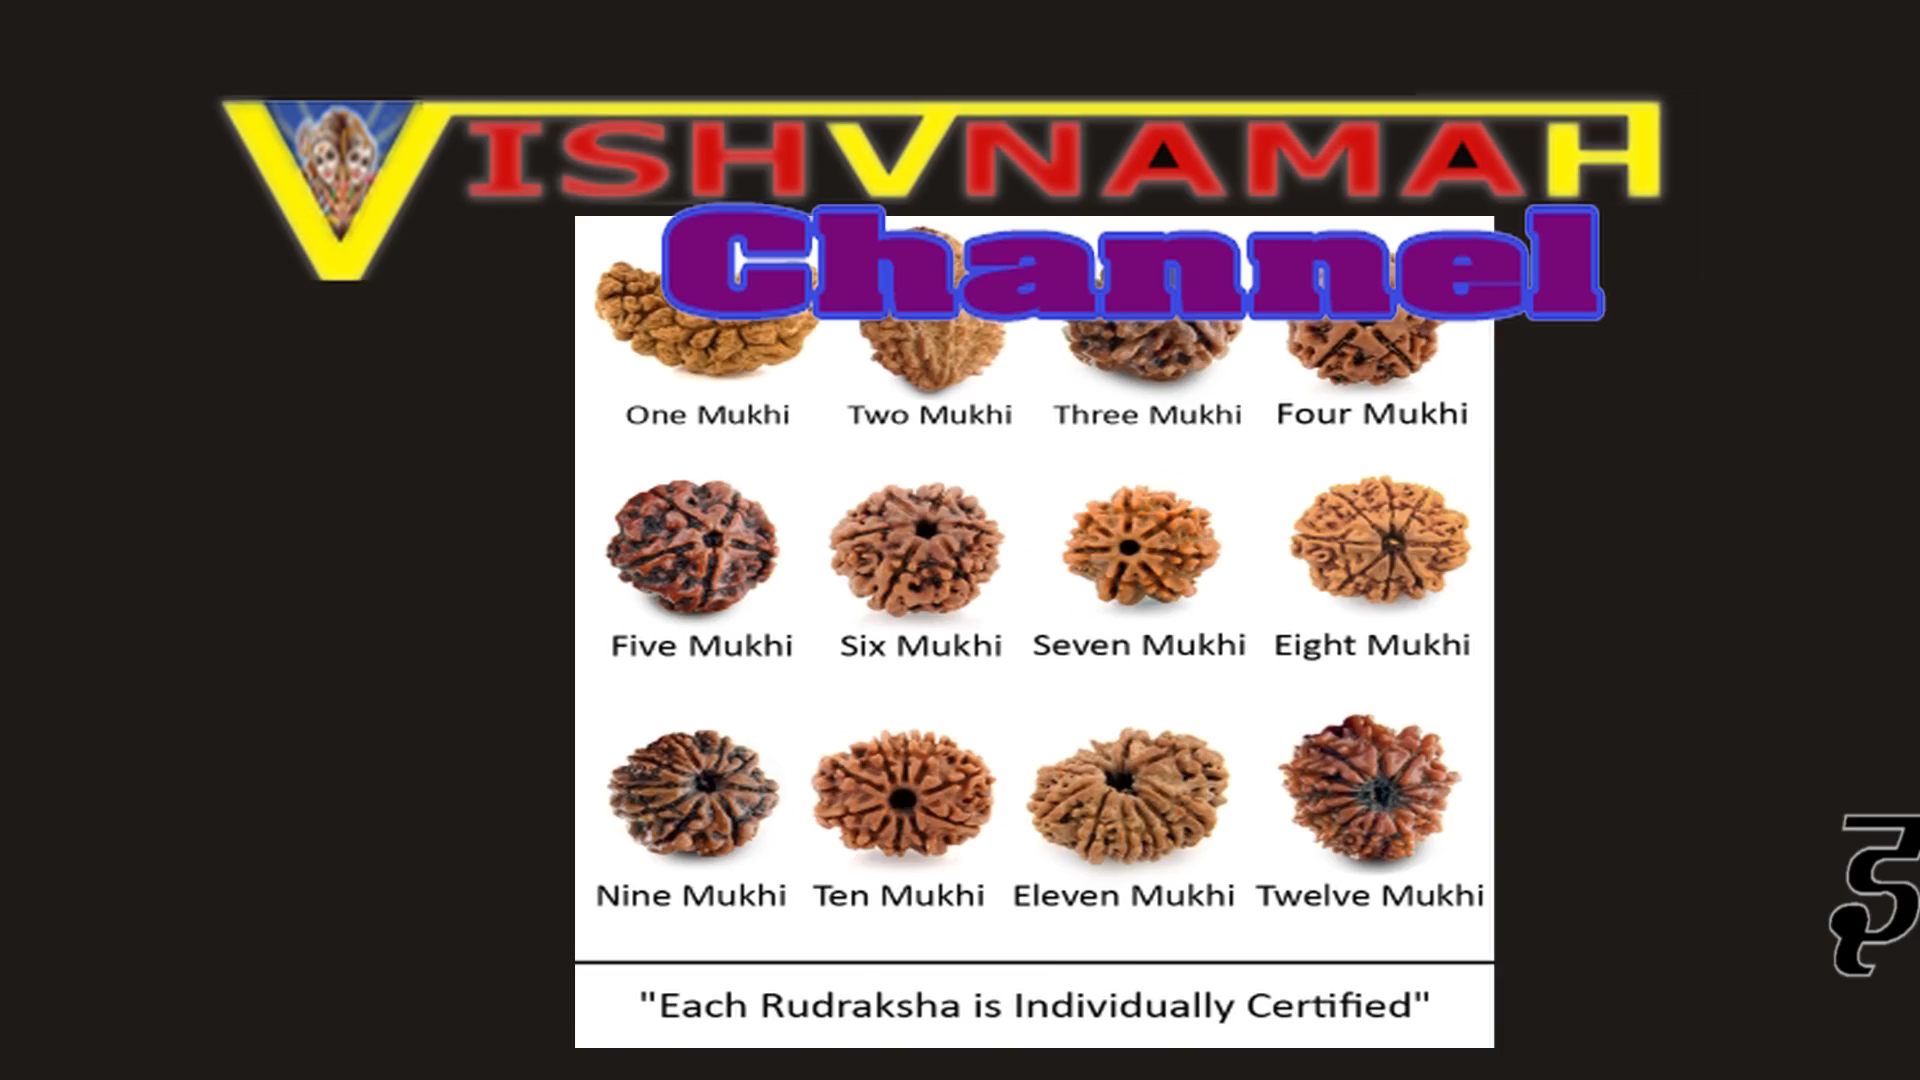 VISHVNAMAH
Channel
One Mukhi Two Mukhi Three Mukhi Four Mukhi
Five Mukhi Six Mukhi Seven Mukhi Eight Mukhi
Nine Mukhi Ten Mukhi Eleven Mukhi Twelve Mukhi
"Each Rudraksha is Individually Certified"